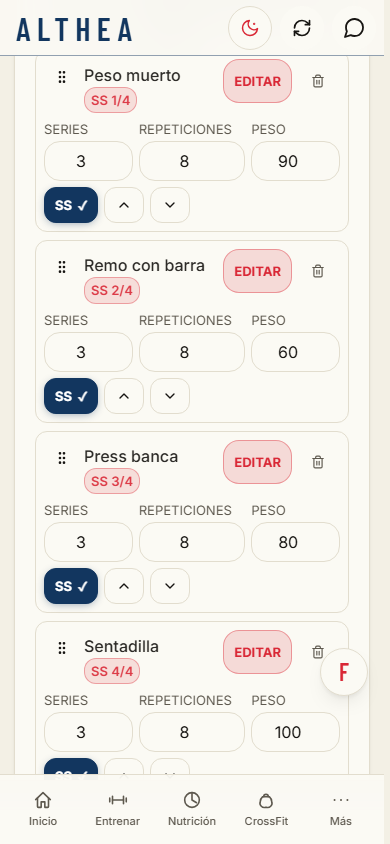 ALTHEA
Peso muerto
EDITAR
SS 1/4
SERIES REPETICIONES PESO
3 8 90
SS ✓
Remo con barra
EDITAR
SS 2/4
SERIES REPETICIONES PESO
3 8 60
SS ✓
Press banca
EDITAR
SS 3/4
SERIES REPETICIONES PESO
3 8 80
SS ✓
Sentadilla
EDITAR
SS 4/4
F
SERIES REPETICIONES PESO
3 8 100
SS ✓
Inicio Entrenar Nutrición CrossFit Más